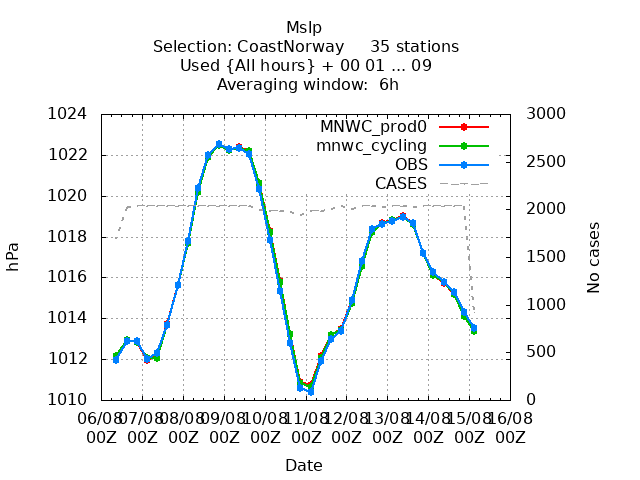 Mslp
Selection: CoastNorway     35 stations
Used {All hours} + 00 01 ... 09
Averaging window:  6h
1024
1022
1020
1018
1016
1014
1012
1010
hPa
3000
2500
2000
1500
1000
500
0
No cases
MNWC_prod0
mnwc_cycling
OBS
CASES
06/08 07/08 08/08 09/08 10/08 11/08 12/08 13/08 14/08 15/08 16/08
00Z 00Z 00Z 00Z 00Z 00Z 00Z 00Z 00Z 00Z 00Z
Date